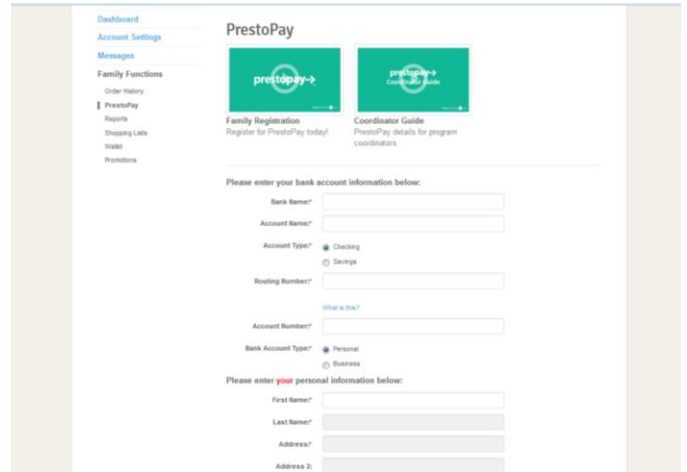 Dashboard
Account Settings
Messages
Family Functions
Order History
PrestoPay
Reports
Shopping Lists
Wallet
Promotions
PrestoPay
prestopay
Family Registration
Register for PrestoPay today!
prestopay
Coordinator Guide
Coordinator Guide
PrestoPay details for program
coordinators
Please enter your bank account information below:
Bank Name:*
Account Name:*
Account Type:* Checking
Savings
Routing Number:*
What is this?
Account Number:*
Bank Account Type:* Personal
Business
Please enter your personal information below:
First Name:*
Last Name:*
Address:*
Address 2: